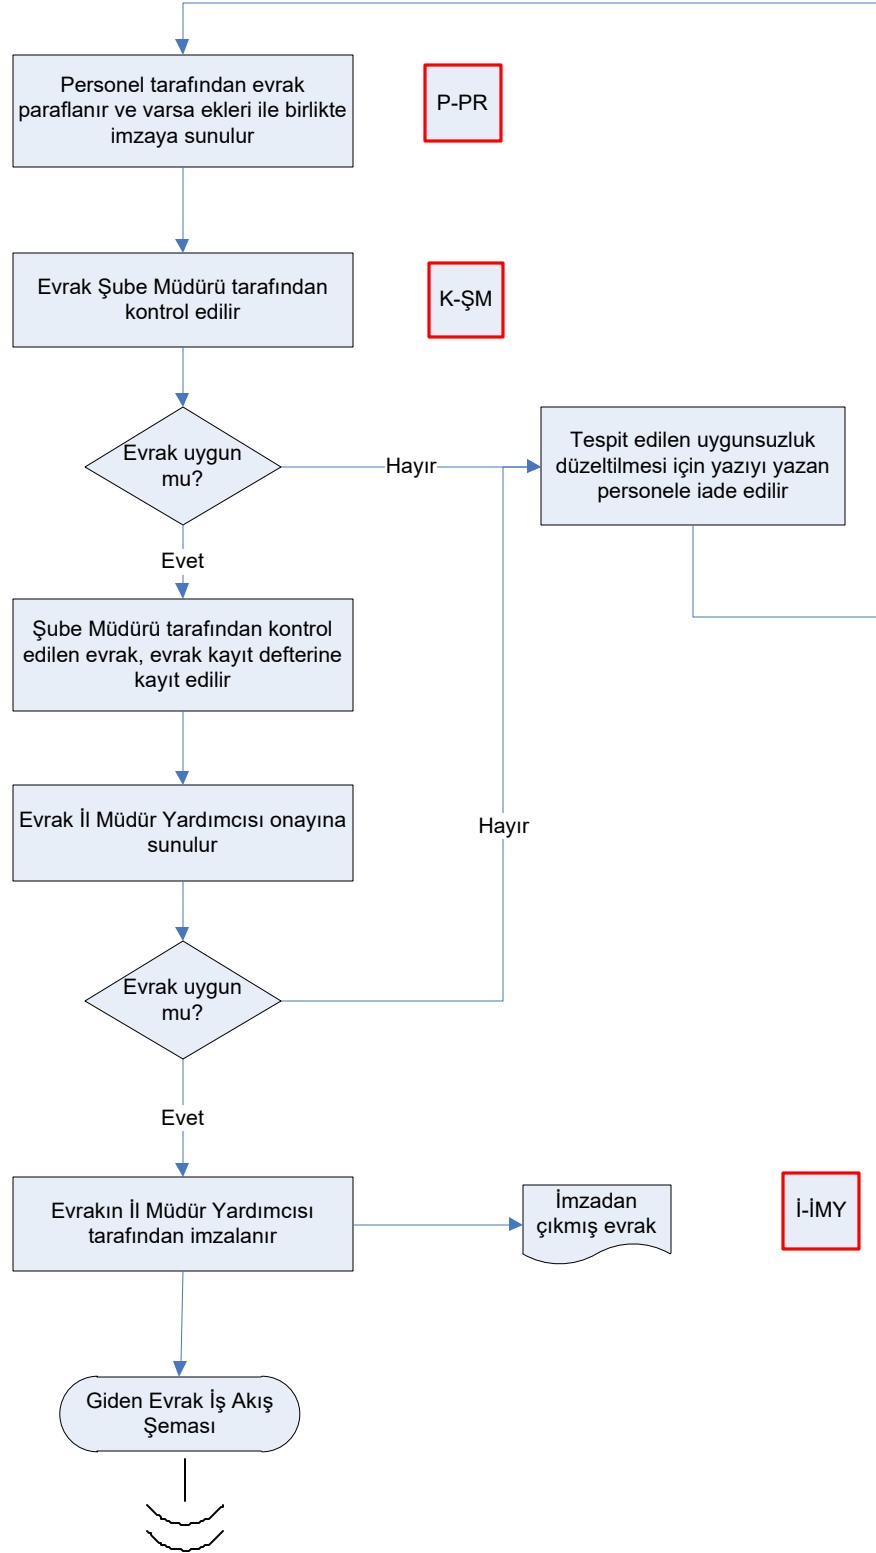 Personel tarafından evrak
paraflanır ve varsa ekleri ile birlikte
imzaya sunulur
P-PR
Evrak Şube Müdürü tarafından
kontrol edilir
K-ŞM
Evrak uygun
mu?
Hayır
Tespit edilen uygunsuzluk
düzeltilmesi için yazıyı yazan
personele iade edilir
Evet
Şube Müdürü tarafından kontrol
edilen evrak, evrak kayıt defterine
kayıt edilir
Evrak İl Müdür Yardımcısı onayına
sunulur
Hayır
Evrak uygun
mu?
Evet
Evrakın İl Müdür Yardımcısı
tarafından imzalanır
İmzadan
çıkmış evrak
İ-İMY
Giden Evrak İş Akış
Şeması